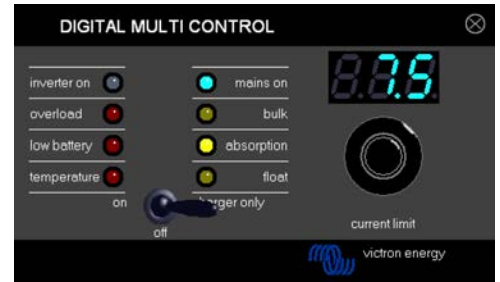 DIGITAL MULTI CONTROL
7.5
inverter on
mains on
overload
bulk
low battery
absorption
temperature
float
on
charger only
off
current limit
victron energy